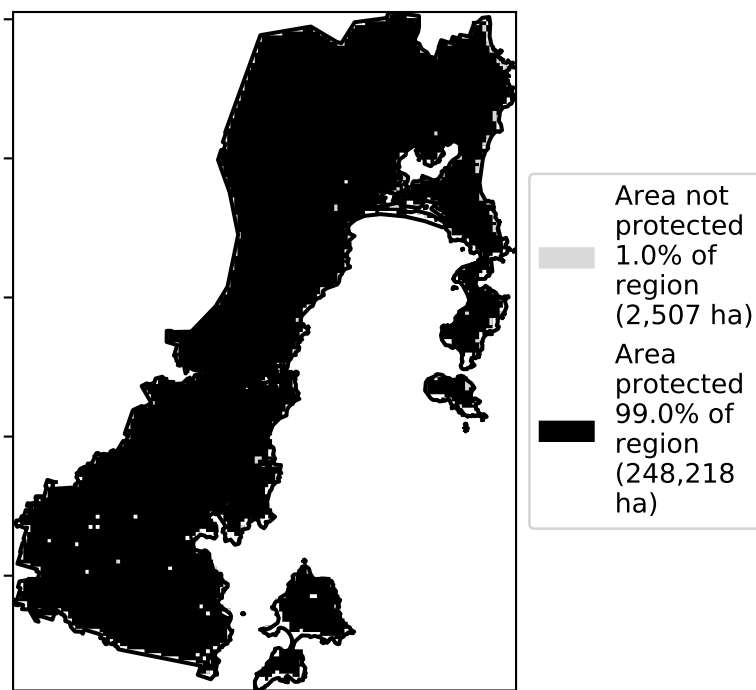 Area not
protected
1.0% of
region
(2,507 ha)
Area
protected
99.0% of
region
(248,218
ha)